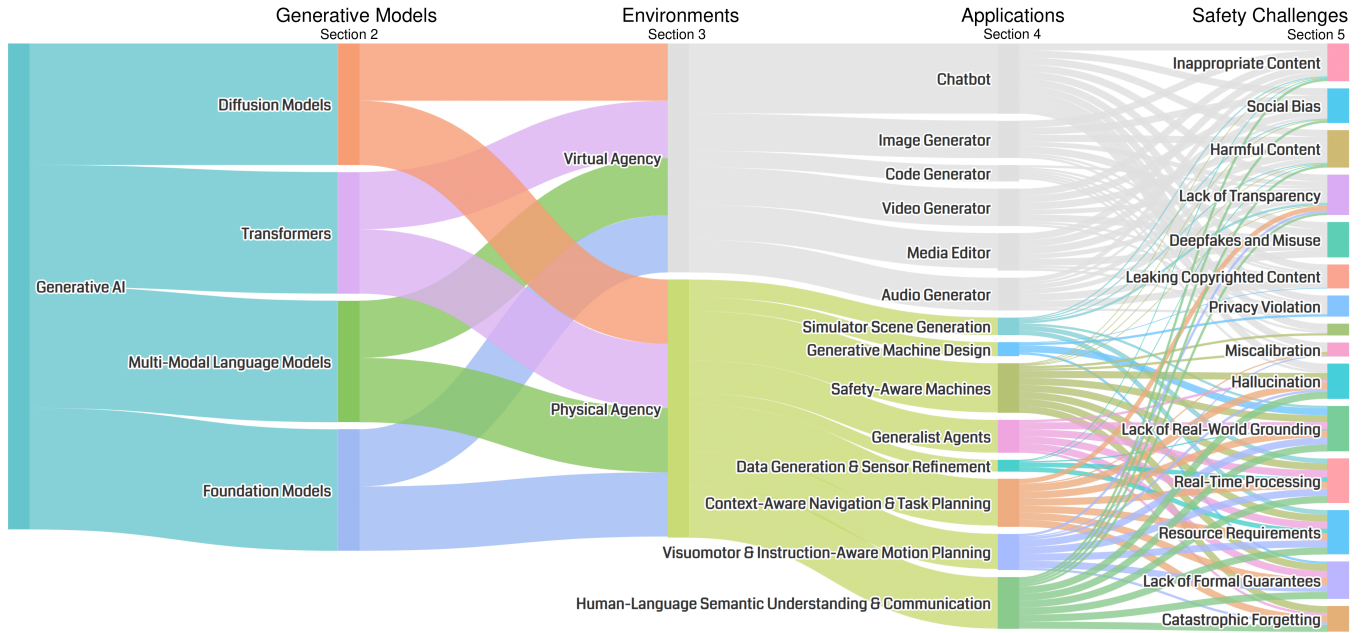 Generative Models
Section 2
Environments
Section 3
Applications
Section 4
Safety Challenges
Section 5
Generative AI
Diffusion Models
Transformers
Multi-Modal Language Models
Foundation Models
Virtual Agency
Physical Agency
Chatbot
Image Generator
Code Generator
Video Generator
Media Editor
Audio Generator
Simulator Scene Generation
Generative Machine Design
Safety-Aware Machines
Generalist Agents
Data Generation & Sensor Refinement
Context-Aware Navigation & Task Planning
Visuomotor & Instruction-Aware Motion Planning
Human-Language Semantic Understanding & Communication
Inappropriate Content
Social Bias
Harmful Content
Lack of Transparency
Deepfakes and Misuse
Leaking Copyrighted Content
Privacy Violation
Miscalibration
Hallucination
Lack of Real-World Grounding
Real-Time Processing
Resource Requirements
Lack of Formal Guarantees
Catastrophic Forgetting